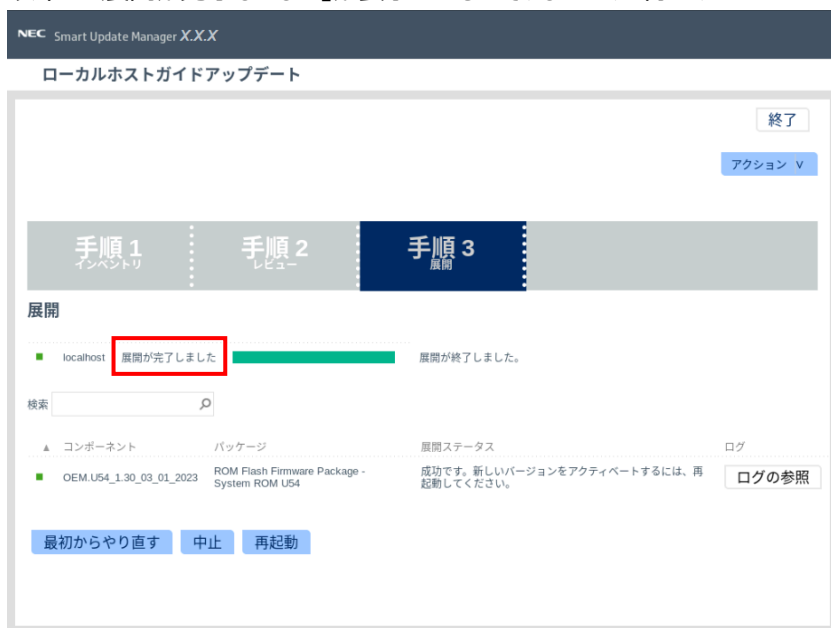 NEC Smart Update Manager X.X.X
ローカルホストガイドアップデート
終了
アクション ∨
手順 1
インベントリ
手順 2
レビュー
手順 3
展開
展開
localhost 展開が完了しました 展開が終了しました。
検索
▲ コンポーネント パッケージ 展開ステータス ログ
OEM.U54_1.30_03_01_2023
ROM Flash Firmware Package -
System ROM U54
成功です。新しいバージョンをアクティベートするには、再
起動してください。
ログの参照
最初からやり直す 中止 再起動